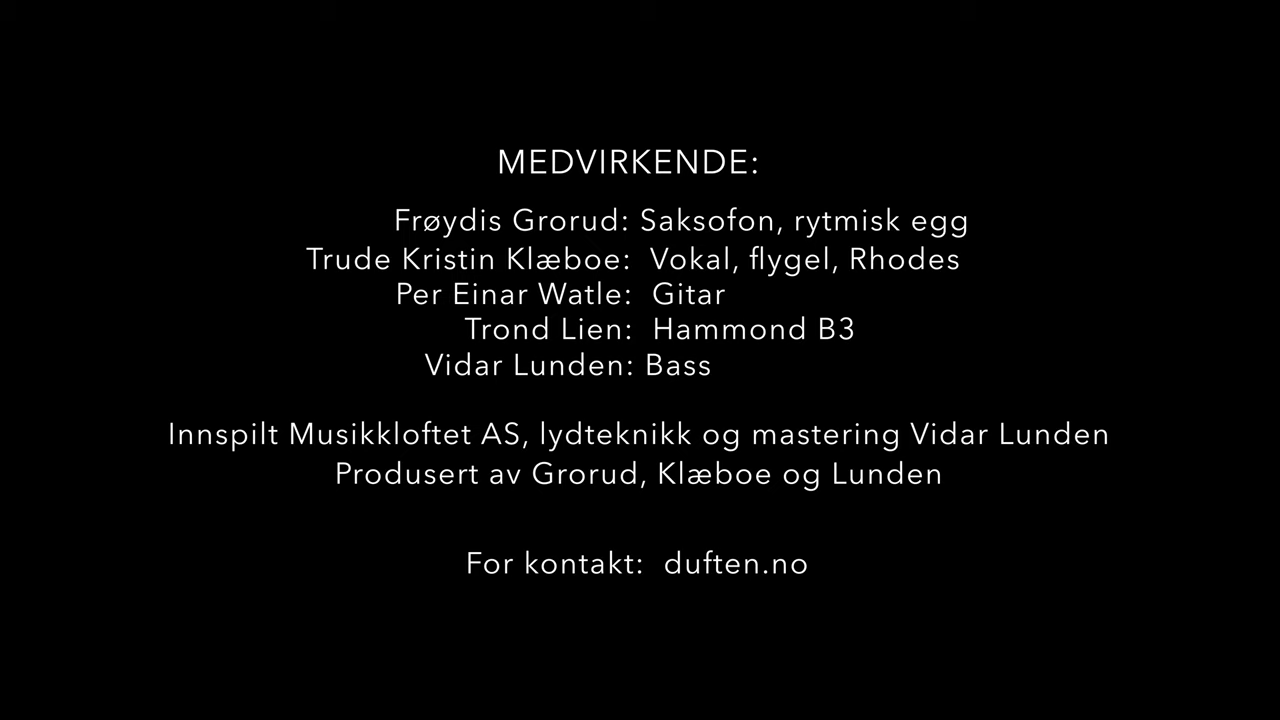 MEDVIRKENDE:
Frøydis Grorud: Saksofon, rytmisk egg
Trude Kristin Klæboe: Vokal, flygel, Rhodes
Per Einar Watle: Gitar
Trond Lien: Hammond B3
Vidar Lunden: Bass
Innspilt Musikkloftet AS, lydteknikk og mastering Vidar Lunden
Produsert av Grorud, Klæboe og Lunden
For kontakt: duften.no